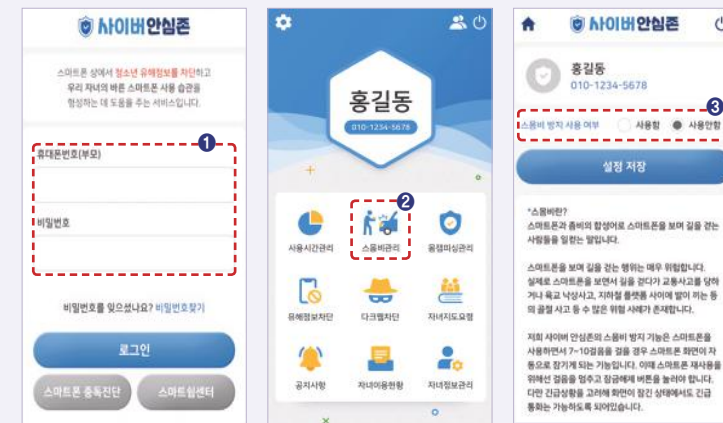 사이버안심존
스마트폰 상에서 청소년 유해정보를 차단하고
우리 자녀의 바른 스마트폰 사용 습관을
형성하는 데 도움을 주는 서비스입니다.
1
휴대폰번호(부모)
비밀번호
비밀번호를 잊으셨나요? 비밀번호찾기
로그인
스마트폰 중독진단
스마트쉼센터
홍길동
010-1234-5678
2
사용시간관리
스몸비관리
몸캠피싱관리
유해정보차단
다크웹차단
자녀지도요령
공지사항
자녀이용현황
자녀정보관리
사이버안심존
홍길동
010-1234-5678
3
스몸비 방지 사용 여부 사용함 사용안함
설정 저장
*스몸비란?
스마트폰과 좀비의 합성어로 스마트폰을 보며 길을 걷는
사람들을 일컫는 말입니다.
스마트폰을 보며 길을 걷는 행위는 매우 위험합니다.
실제로 스마트폰을 보면서 길을 걷다가 교통사고를 당하
거나 육교 낙상사고, 지하철 플랫폼 사이에 발이 끼는 등
의 골절 사고 등 수 많은 위험 사례가 존재합니다.
저희 사이버 안심존의 스몸비 방지 기능은 스마트폰을
사용하면서 7~10걸음을 걸을 경우 스마트폰 화면이 자
동으로 잠기게 되는 기능입니다. 이때 스마트폰 재사용을
위해선 걸음을 멈추고 잠금해제 버튼을 눌러야 합니다.
다만 긴급상황을 고려해 화면이 잠긴 상태에서도 긴급
통화는 가능하도록 되어있습니다.